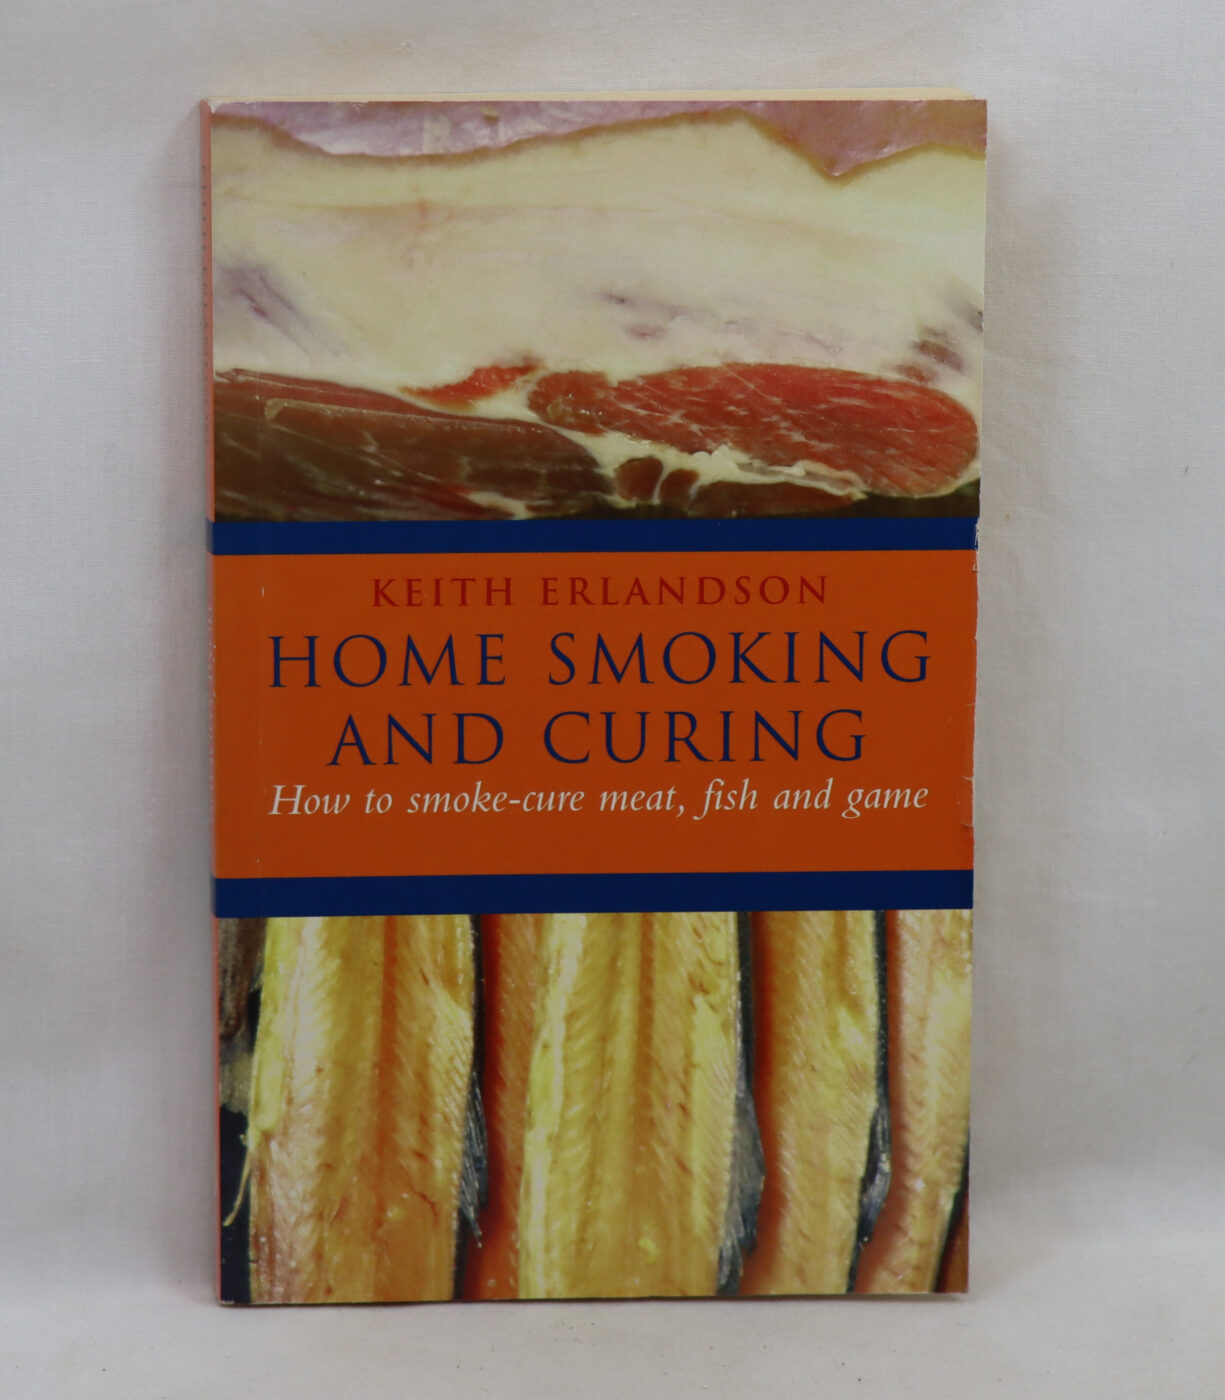 KEITH ERLANDSON
HOME SMOKING
AND CURING
How to smoke-cure meat, fish and game